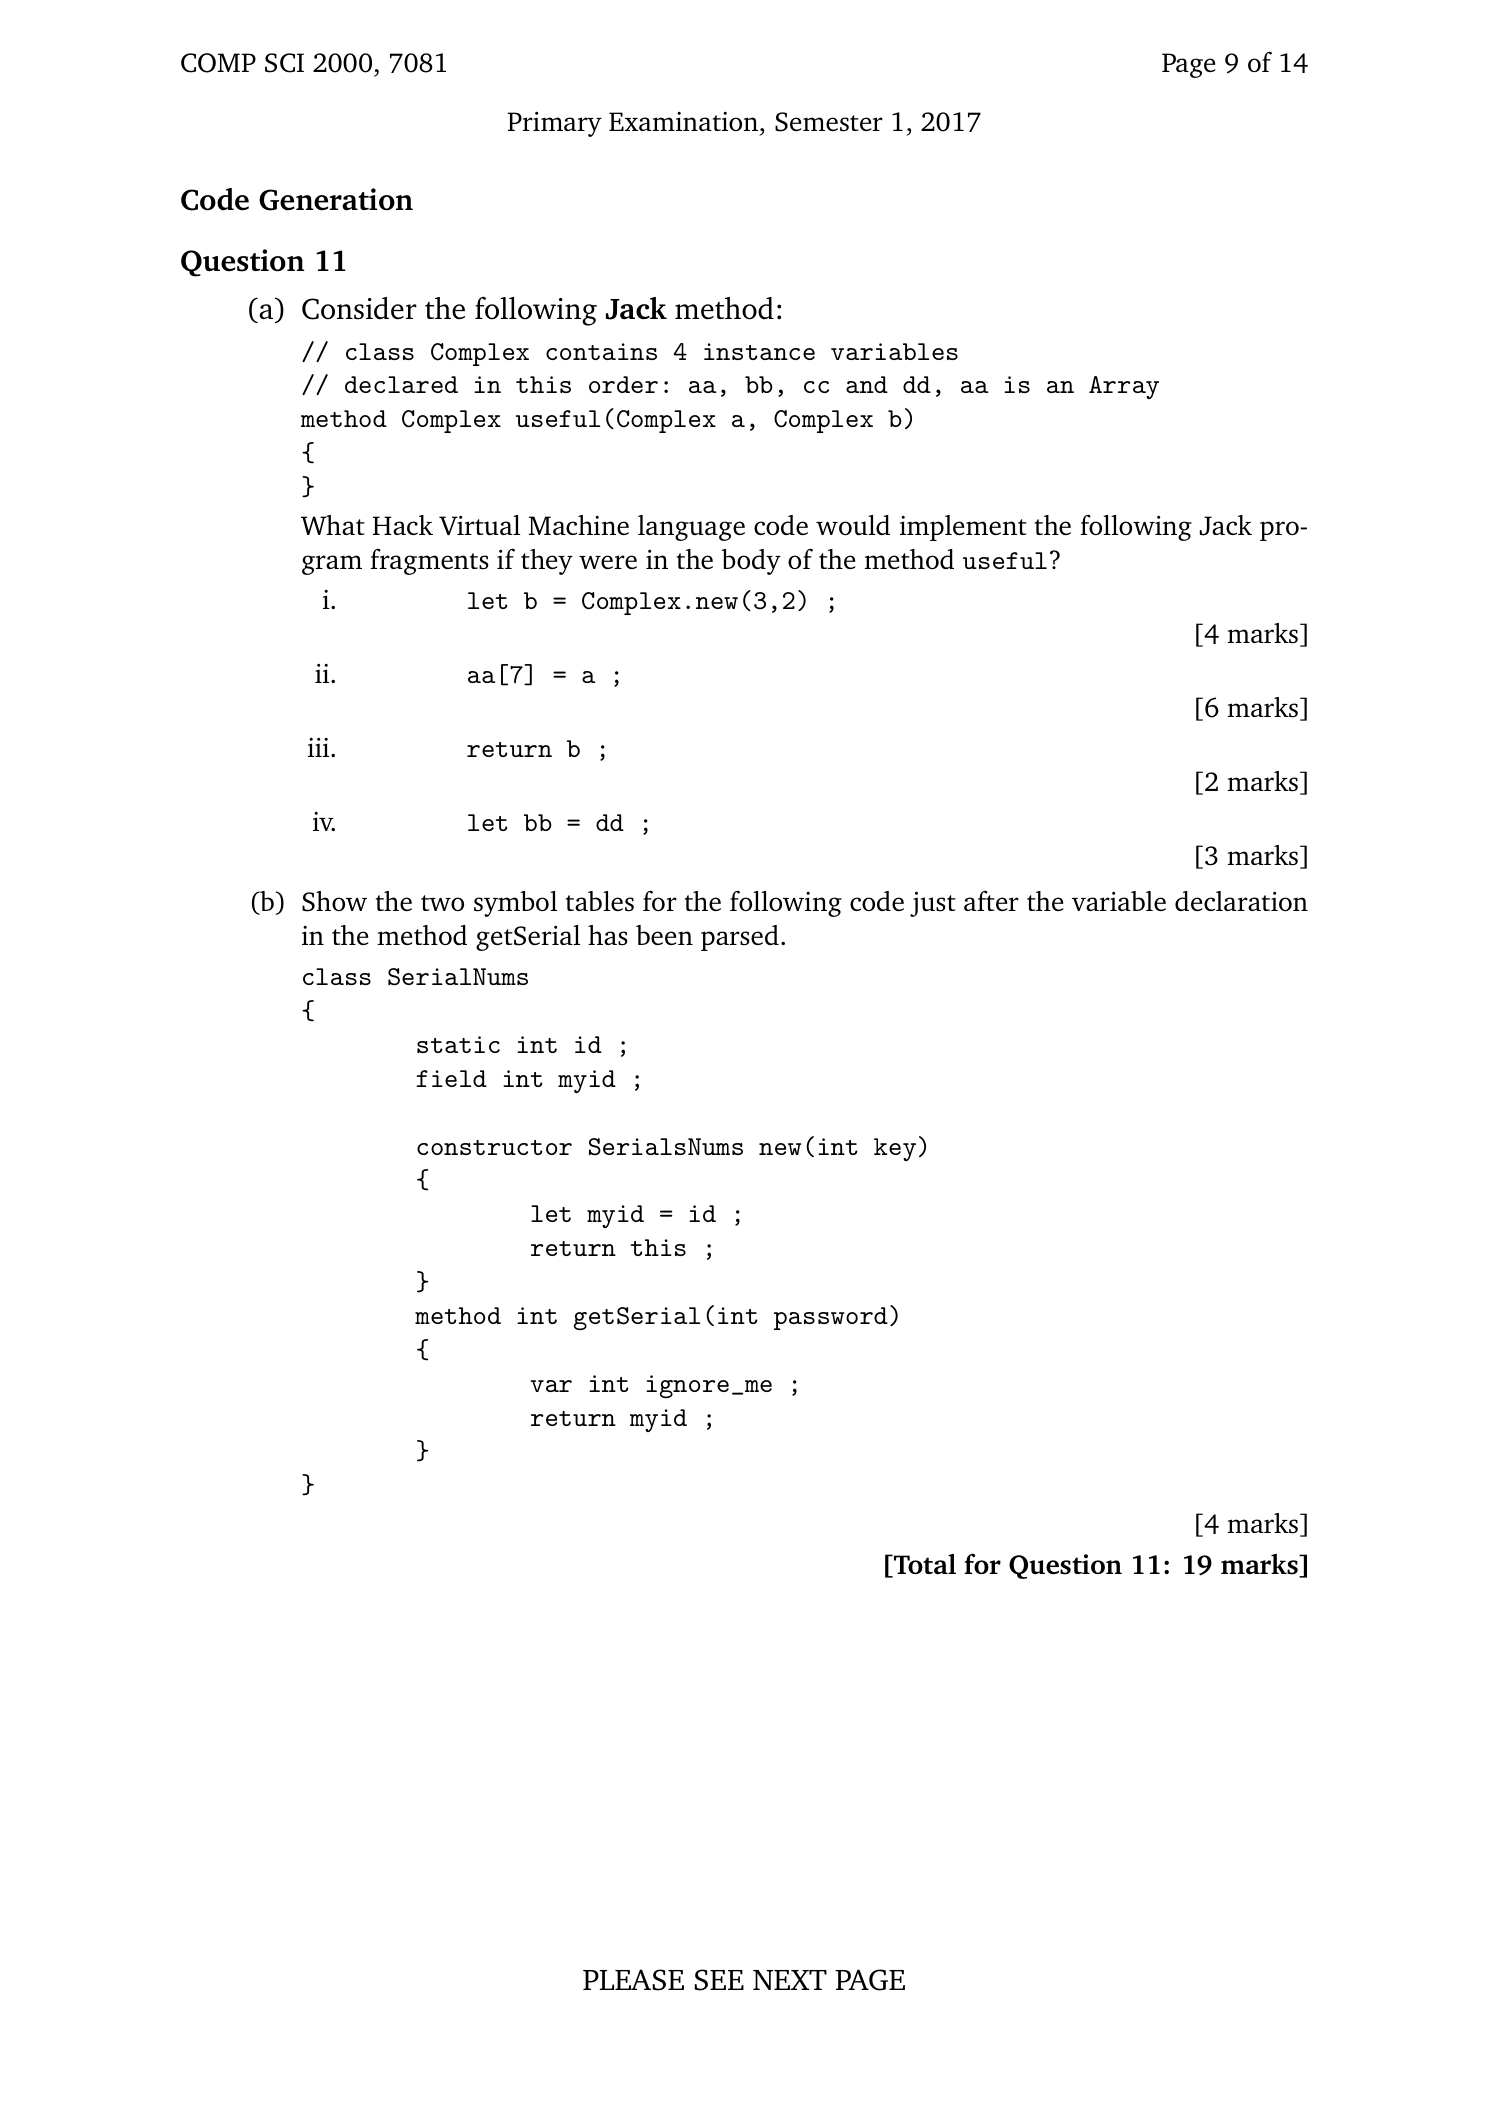 COMP SCI 2000, 7081
Page 9 of 14
Primary Examination, Semester 1, 2017
Code Generation
Question 11
(a) Consider the following Jack method:
// class Complex contains 4 instance variables
// declared in this order: aa, bb, cc and dd, aa is an Array
method Complex useful(Complex a, Complex b)
{
}
What Hack Virtual Machine language code would implement the following Jack pro-
gram fragments if they were in the body of the method useful?
i. let b = Complex.new(3,2) ;
[4 marks]
ii. aa[7] = a ;
[6 marks]
iii. return b ;
[2 marks]
iv. let bb = dd ;
[3 marks]
(b) Show the two symbol tables for the following code just after the variable declaration
in the method getSerial has been parsed.
class SerialNums
{
static int id ;
field int myid ;
constructor SerialsNums new(int key)
{
let myid = id ;
return this ;
}
method int getSerial(int password)
{
var int ignore_me ;
return myid ;
}
}
[4 marks]
[Total for Question 11: 19 marks]
PLEASE SEE NEXT PAGE